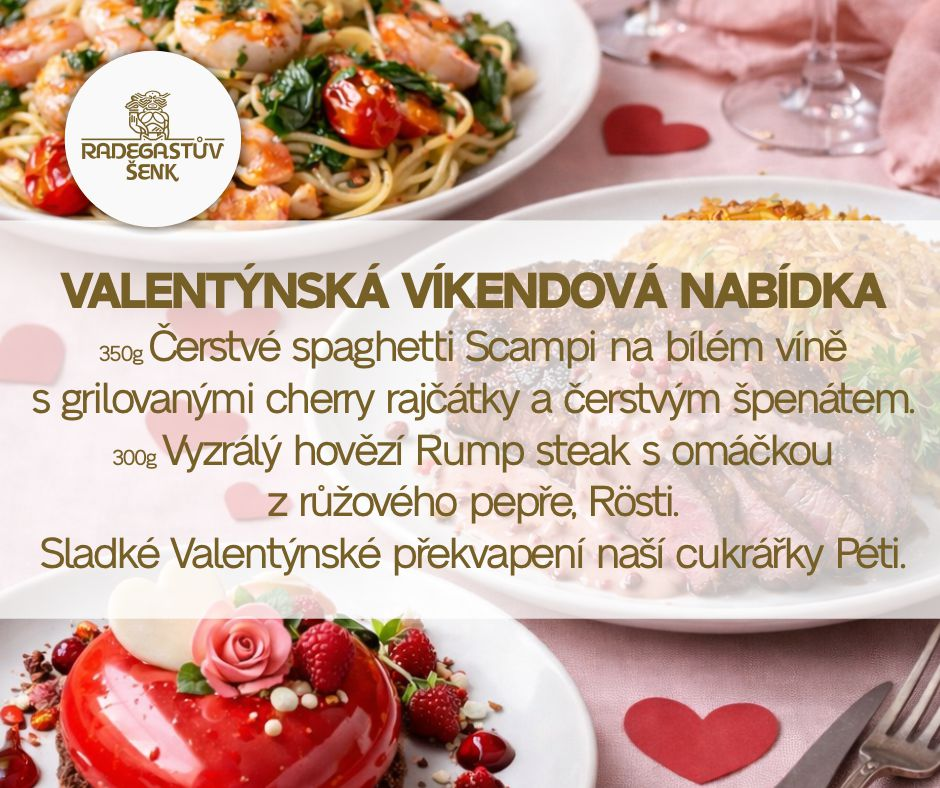 RADEGASTŮV
ŠENK
VALENTÝNSKÁ VÍKENDOVÁ NABÍDKA
350g Čerstvé spaghetti Scampi na bílém víně
s grilovanými cherry rajčátky a čerstvým špenátem.
300g Vyzrálý hovězí Rump steak s omáčkou
z růžového pepře, Rösti.
Sladké Valentýnské překvapení naší cukrářky Péti.